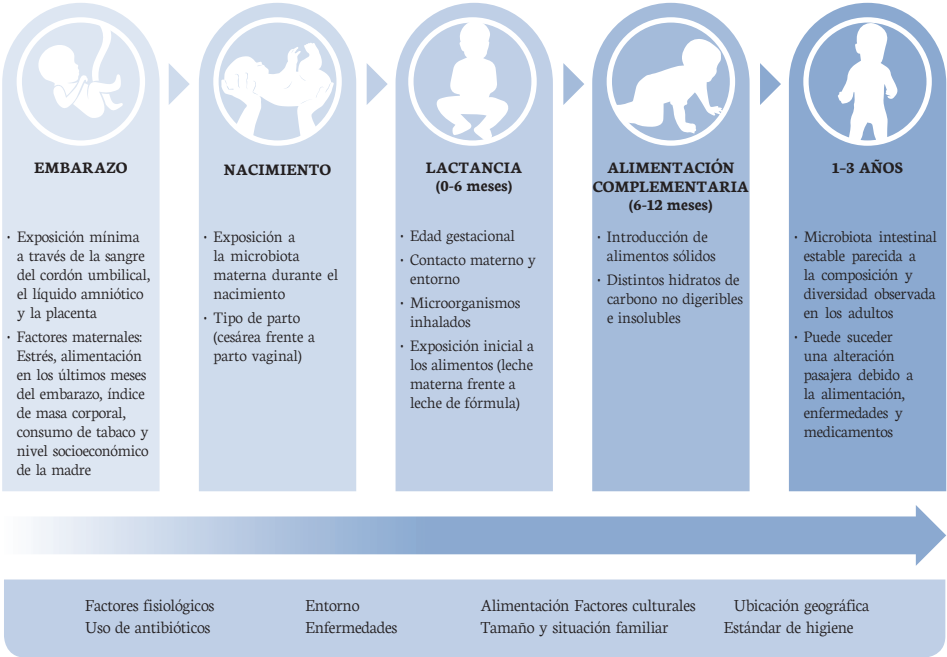 EMBARAZO
· Exposición mínima
a través de la sangre
del cordón umbilical,
el líquido amniótico
y la placenta
· Factores maternales:
Estrés, alimentación
en los últimos meses
del embarazo, índice
de masa corporal,
consumo de tabaco y
nivel socioeconómico
de la madre
NACIMIENTO
· Exposición a
la microbiota
materna durante el
nacimiento
· Tipo de parto
(cesárea frente a
parto vaginal)
LACTANCIA
(0-6 meses)
· Edad gestacional
· Contacto materno y
entorno
· Microorganismos
inhalados
· Exposición inicial a
los alimentos (leche
materna frente a
leche de fórmula)
ALIMENTACIÓN
COMPLEMENTARIA
(6-12 meses)
· Introducción de
alimentos sólidos
· Distintos hidratos de
carbono no digeribles
e insolubles
1-3 AÑOS
· Microbiota intestinal
estable parecida a
la composición y
diversidad observada
en los adultos
· Puede suceder
una alteración
pasajera debido a
la alimentación,
enfermedades y
medicamentos
Factores fisiológicos
Uso de antibióticos
Entorno
Enfermedades
Alimentación Factores culturales
Tamaño y situación familiar
Ubicación geográfica
Estándar de higiene